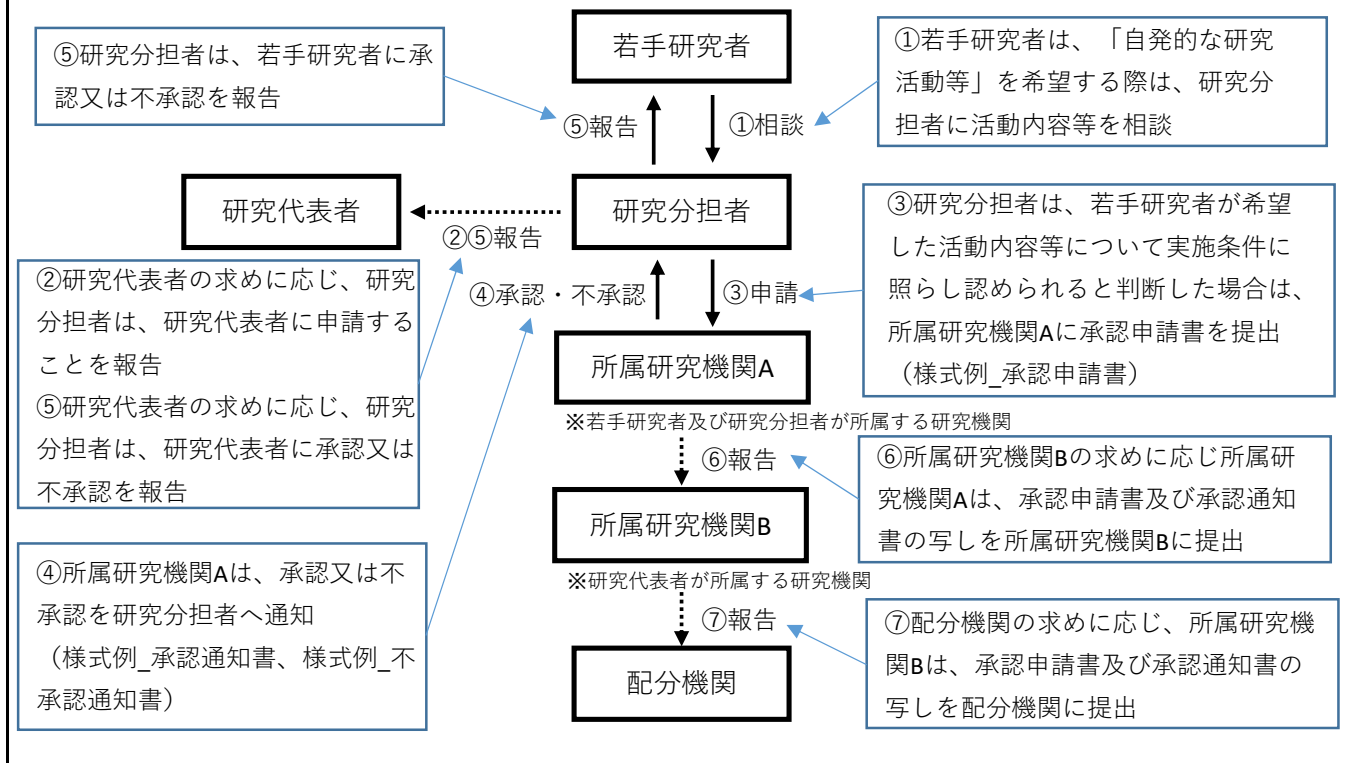 ⑤研究分担者は、若手研究者に承
認又は不承認を報告
若手研究者
①若手研究者は、「自発的な研究
活動等」を希望する際は、研究分
担者に活動内容等を相談
⑤報告
①相談
研究代表者
研究分担者
②⑤報告
③研究分担者は、若手研究者が希望
した活動内容等について実施条件に
照らし認められると判断した場合は、
所属研究機関Aに承認申請書を提出
（様式例_承認申請書）
②研究代表者の求めに応じ、研究
分担者は、研究代表者に申請する
ことを報告
⑤研究代表者の求めに応じ、研究
分担者は、研究代表者に承認又は
不承認を報告
④承認・不承認
③申請
所属研究機関A
※若手研究者及び研究分担者が所属する研究機関
⑥報告
⑥所属研究機関Bの求めに応じ所属研
究機関Aは、承認申請書及び承認通知
書の写しを所属研究機関Bに提出
所属研究機関B
※研究代表者が所属する研究機関
④所属研究機関Aは、承認又は不
承認を研究分担者へ通知
（様式例_承認通知書、様式例_不
承認通知書）
⑦報告
⑦配分機関の求めに応じ、所属研究機
関Bは、承認申請書及び承認通知書の
写しを配分機関に提出
配分機関